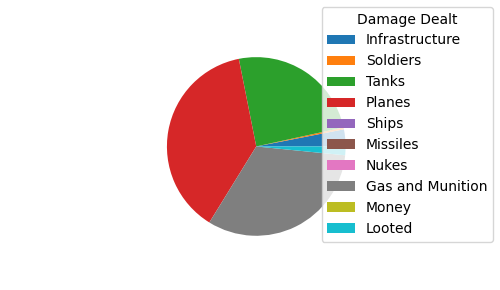 Damage Dealt
Infrastructure
Soldiers
Tanks
Planes
Ships
Missiles
Nukes
Gas and Munition
Money
Looted